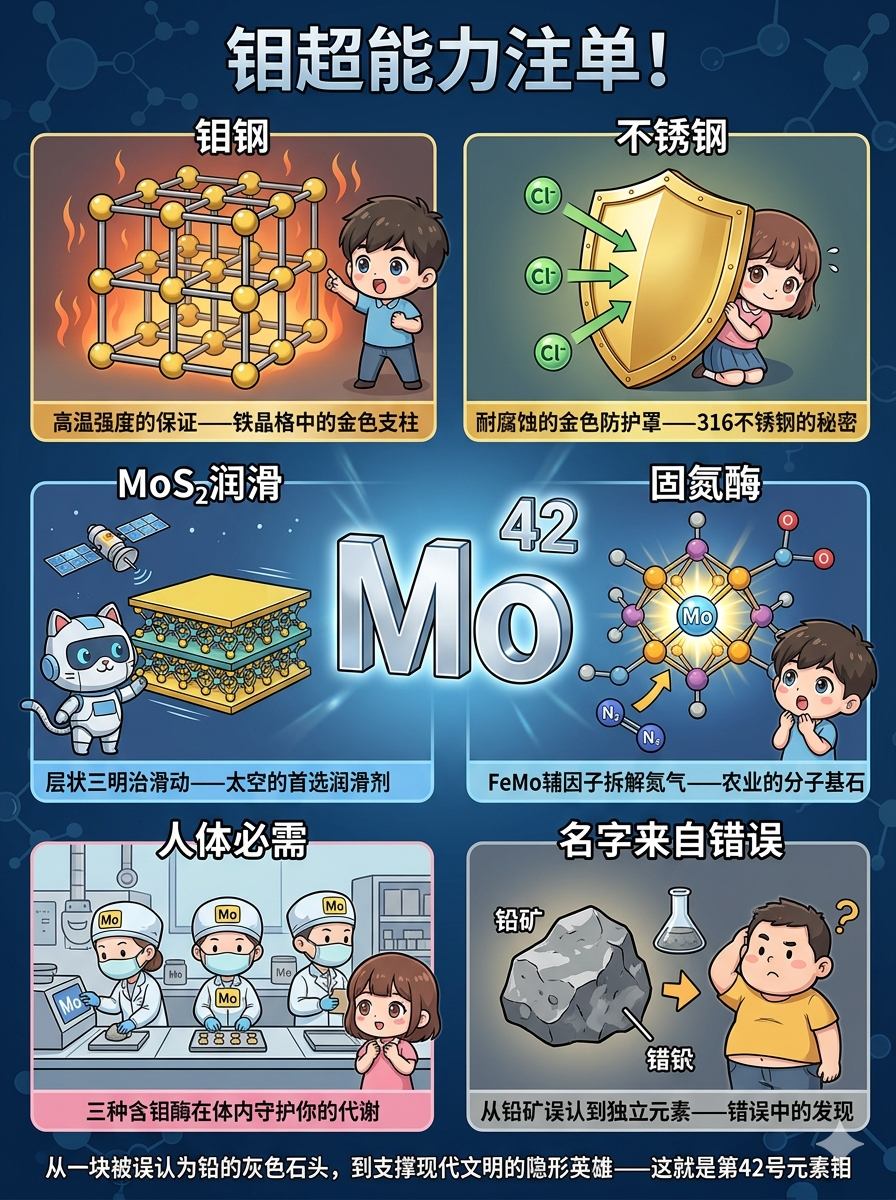 钼超能力注单！
钼钢
高温强度的保证——铁晶格中的金色支柱
不锈钢
Cl⁻
Cl⁻
Cl⁻
耐腐蚀的金色防护罩——316不锈钢的秘密
MoS₂润滑
层状三明治滑动——太空的首选润滑剂
42
Mo
固氮酶
O
O
Mo
N₂
FeMo辅因子拆解氮气——农业的分子基石
人体必需
Mo
Mo
Mo
Mo
Mo
三种含钼酶在体内守护你的代谢
名字来自错误
铅矿
?
从铅矿误认到独立元素——错误中的发现
从一块被误认为铅的灰色石头，到支撑现代文明的隐形英雄——这就是第42号元素钼